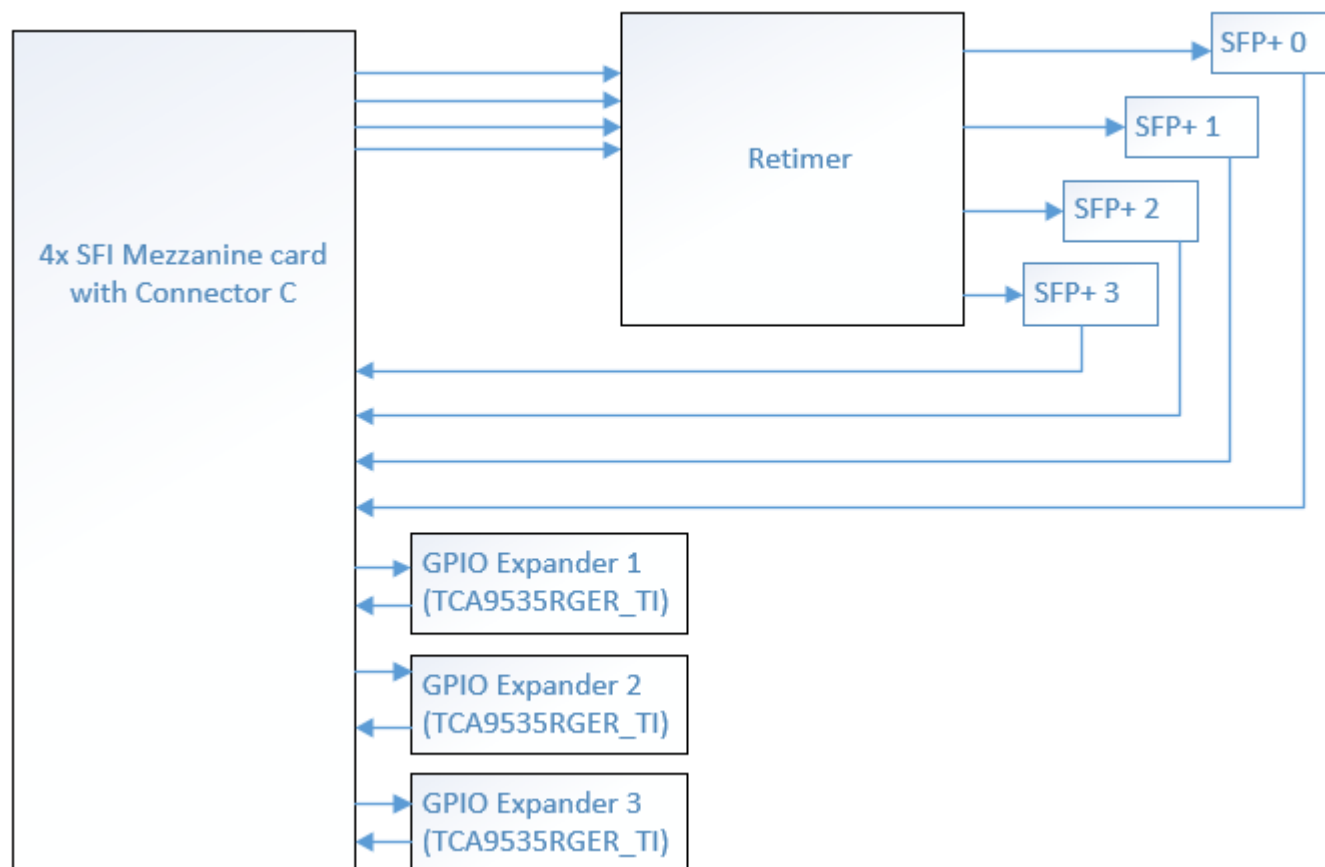 SFP+ 0
SFP+ 1
Retimer
SFP+ 2
4x SFI Mezzanine card
with Connector C
SFP+ 3
GPIO Expander 1
(TCA9535RGER_TI)
GPIO Expander 2
(TCA9535RGER_TI)
GPIO Expander 3
(TCA9535RGER_TI)